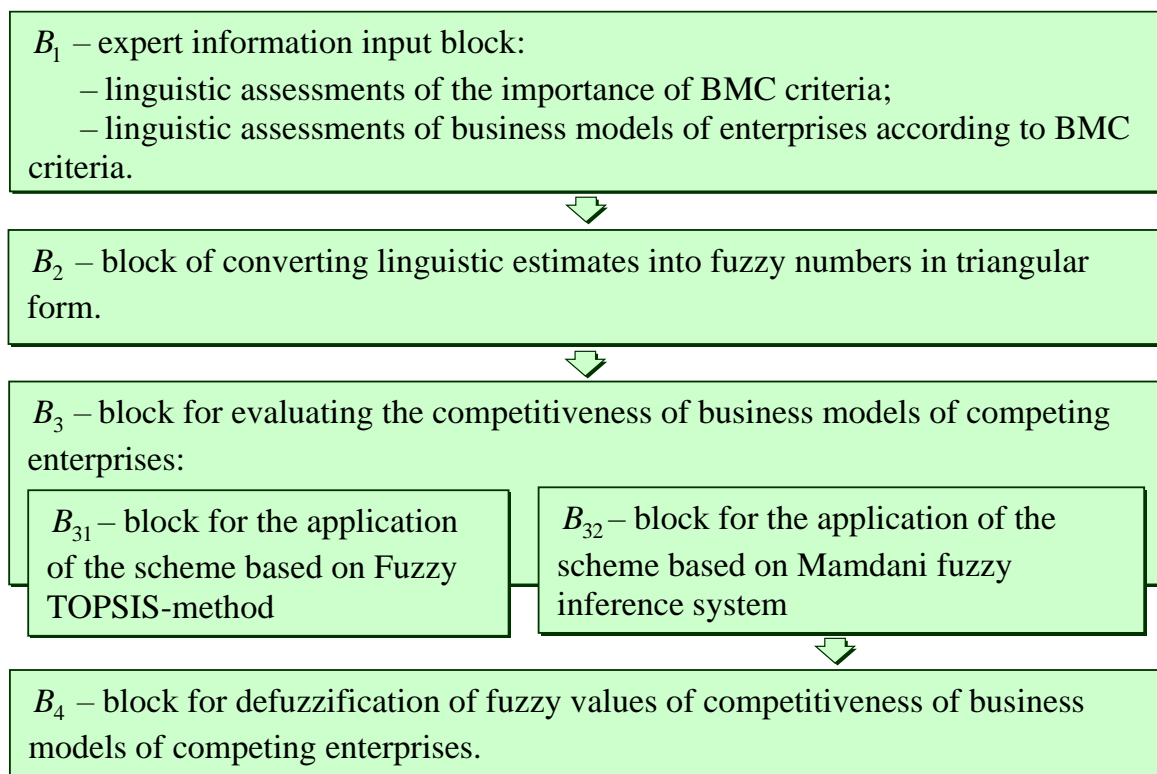 B1 – expert information input block:
– linguistic assessments of the importance of BMC criteria;
– linguistic assessments of business models of enterprises according to BMC
criteria.
B2 – block of converting linguistic estimates into fuzzy numbers in triangular
form.
B3 – block for evaluating the competitiveness of business models of competing
enterprises:
B31 – block for the application
of the scheme based on Fuzzy
TOPSIS-method
B32 – block for the application of the
scheme based on Mamdani fuzzy
inference system
B4 – block for defuzzification of fuzzy values of competitiveness of business
models of competing enterprises.